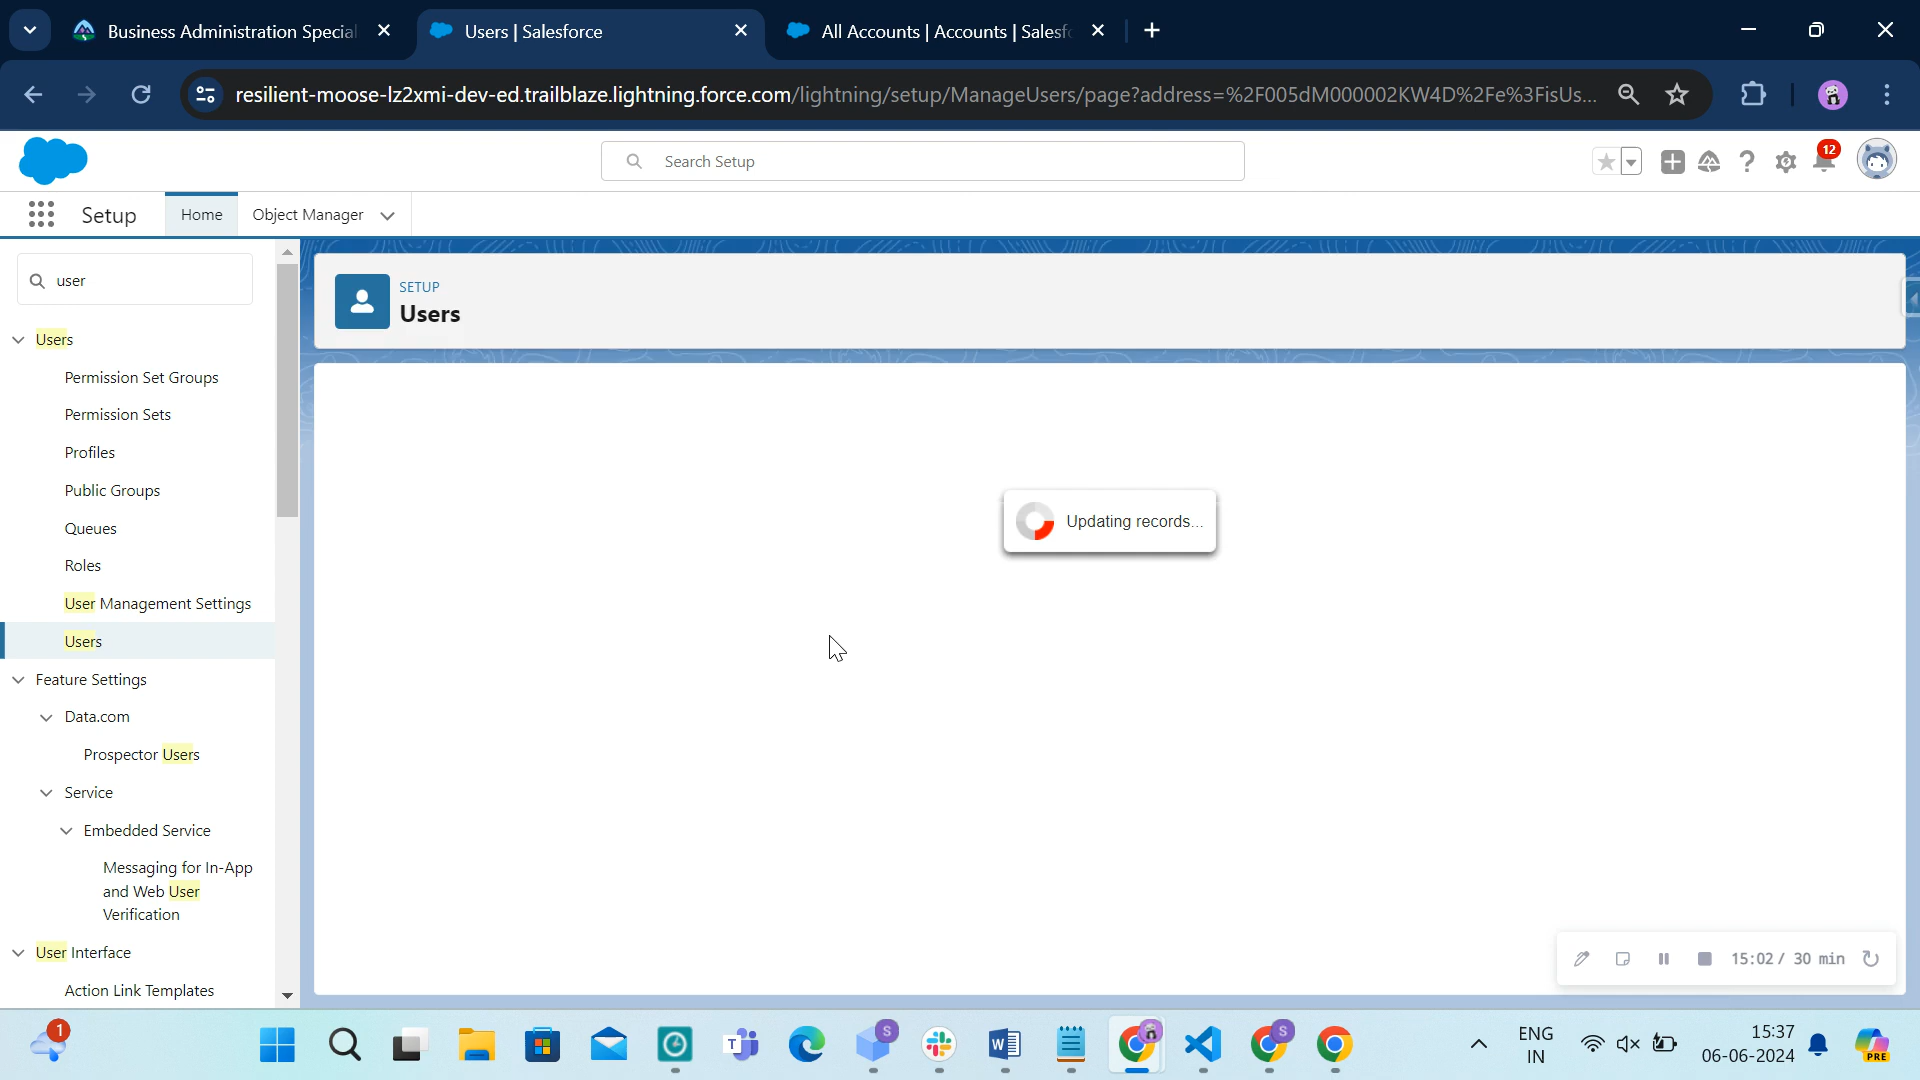 Business Administration Special
Users | Salesforce
All Accounts | Accounts | Salesf
resilient-moose-lz2xmi-dev-ed.trailblaze.lightning.force.com/lightning/setup/ManageUsers/page?address=%2F005dM000002KW4D%2Fe%3FisUs...
Search Setup
12
Setup
Home
Object Manager
user
SETUP
Users
Users
Permission Set Groups
Permission Sets
Profiles
Public Groups
Queues
Roles
User Management Settings
Users
Feature Settings
Data.com
Prospector Users
Service
Embedded Service
Messaging for In-App
and Web User
Verification
User Interface
Action Link Templates
Updating records...
15:02 / 30 min
1
S
S
ENG
IN
15:37
06-06-2024
PRE